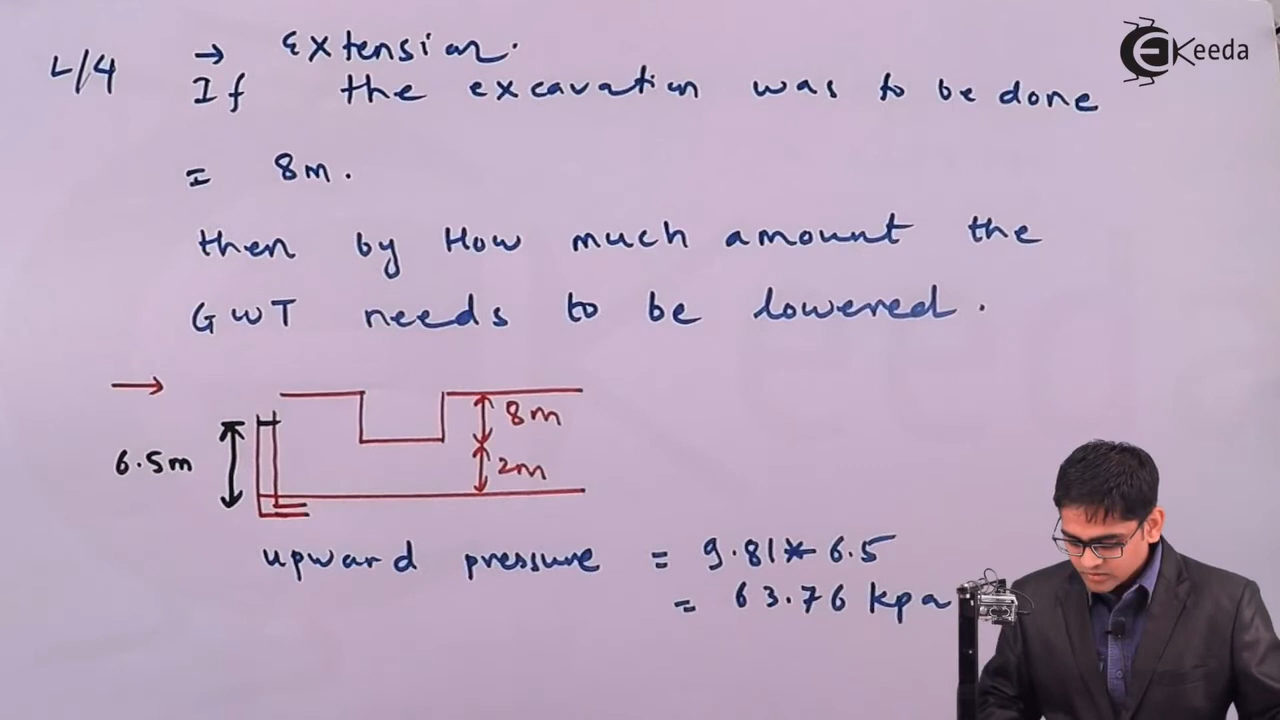 L/4 → Extension.
If the excavation was to be done
= 8m.
then by How much amount the
GWT needs to be lowered.
→
8m
6.5m
2m
upward pressure = 9.81*6.5
= 63.76 kpa
Ekeeda